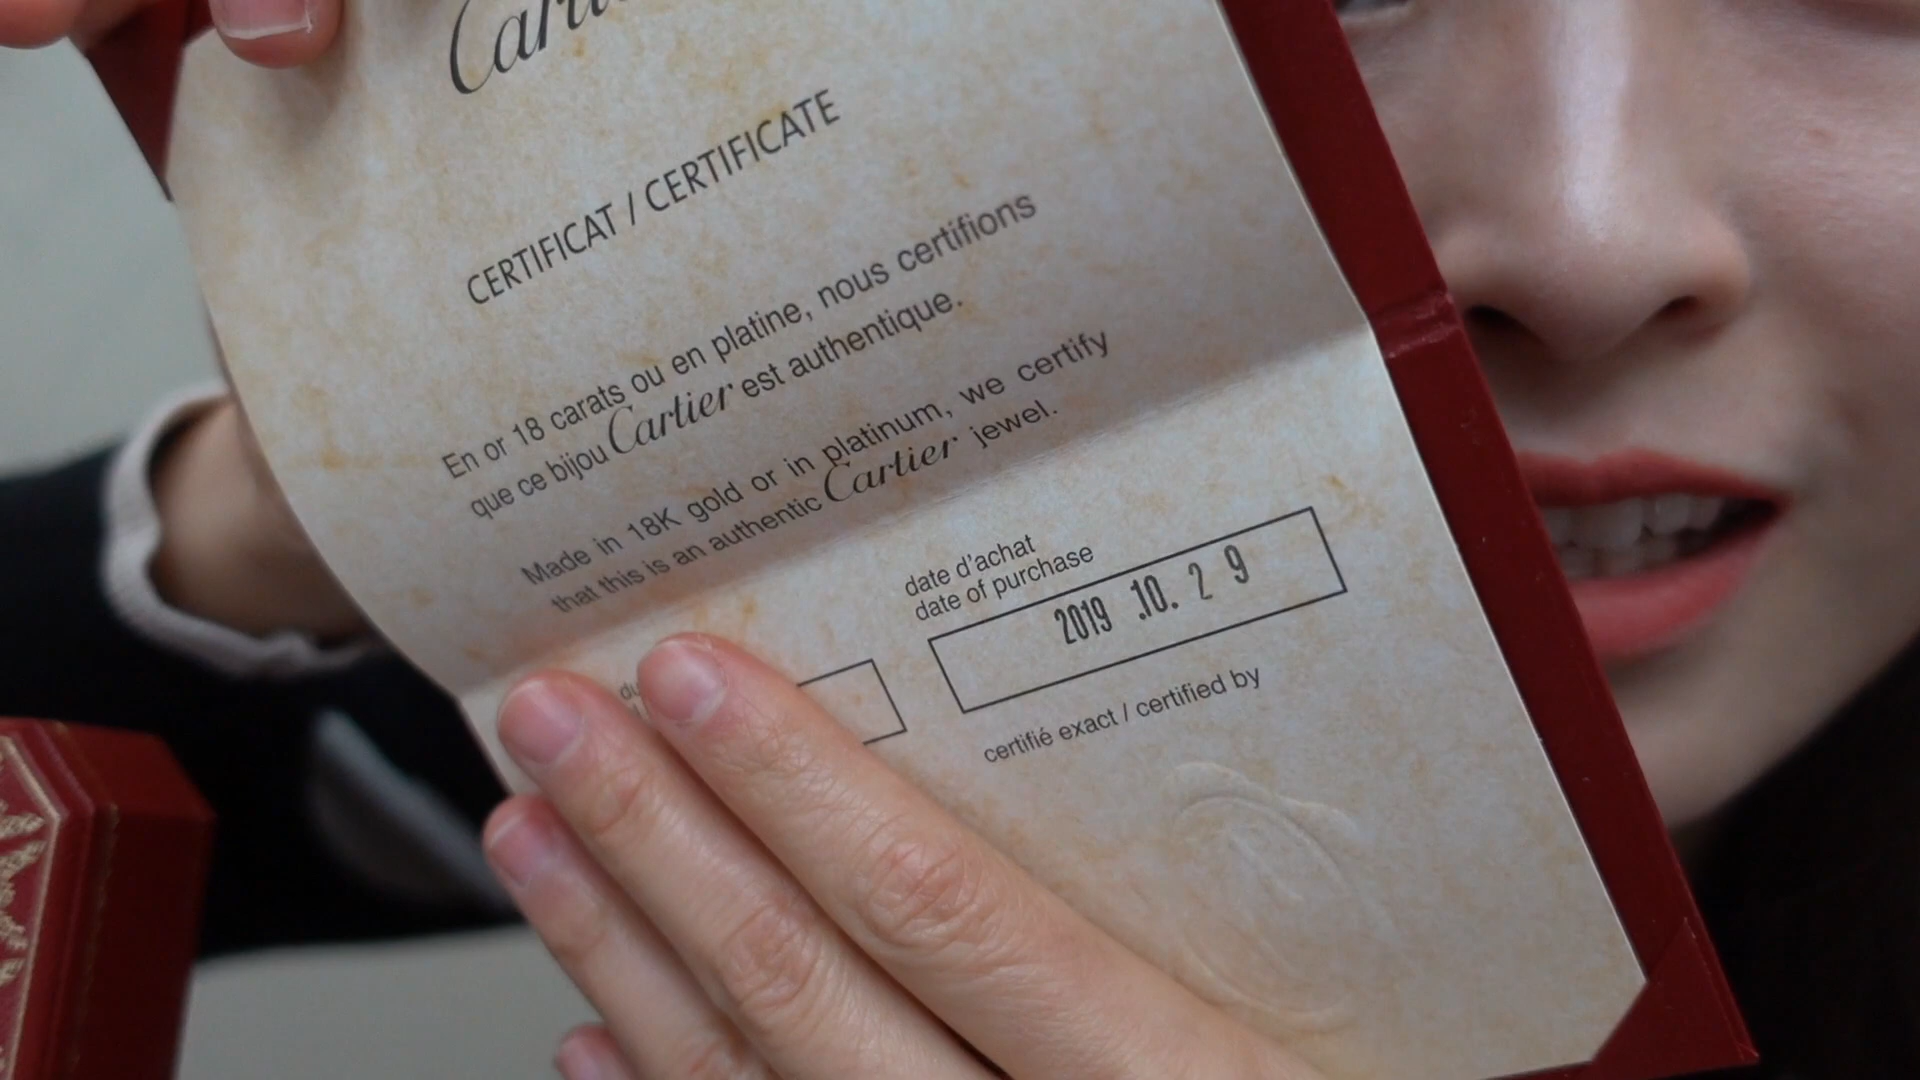 CERTIFICAT / CERTIFICATE
En or 18 carats ou en platine, nous certifions
que ce bijou Cartier est authentique.
Made in 18K gold or in platinum, we certify
that this is an authentic Cartier jewel.
date d'achat
date of purchase
2019 .10. 2 9
certifié exact / certified by